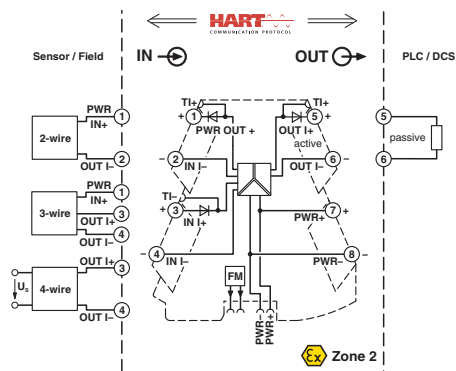 HART
COMMUNICATION PROTOCOL
Sensor / Field
IN
OUT
PLC / DCS
2-wire
PWR
IN+
1
OUT I–
2
3-wire
PWR
1
OUT I+
3
4
OUT I–
4-wire
Us
OUT I+
3
OUT I–
4
TI+
+
1
PWR OUT +
–
2
IN I–
TI–
+
3
IN I+
–
4
IN I–
TI+
5
+
OUT I+
active
6
–
OUT I–
7
+
PWR+
8
–
PWR–
FM
PWR–
PWR+
5
6
passive
Ex
Zone 2